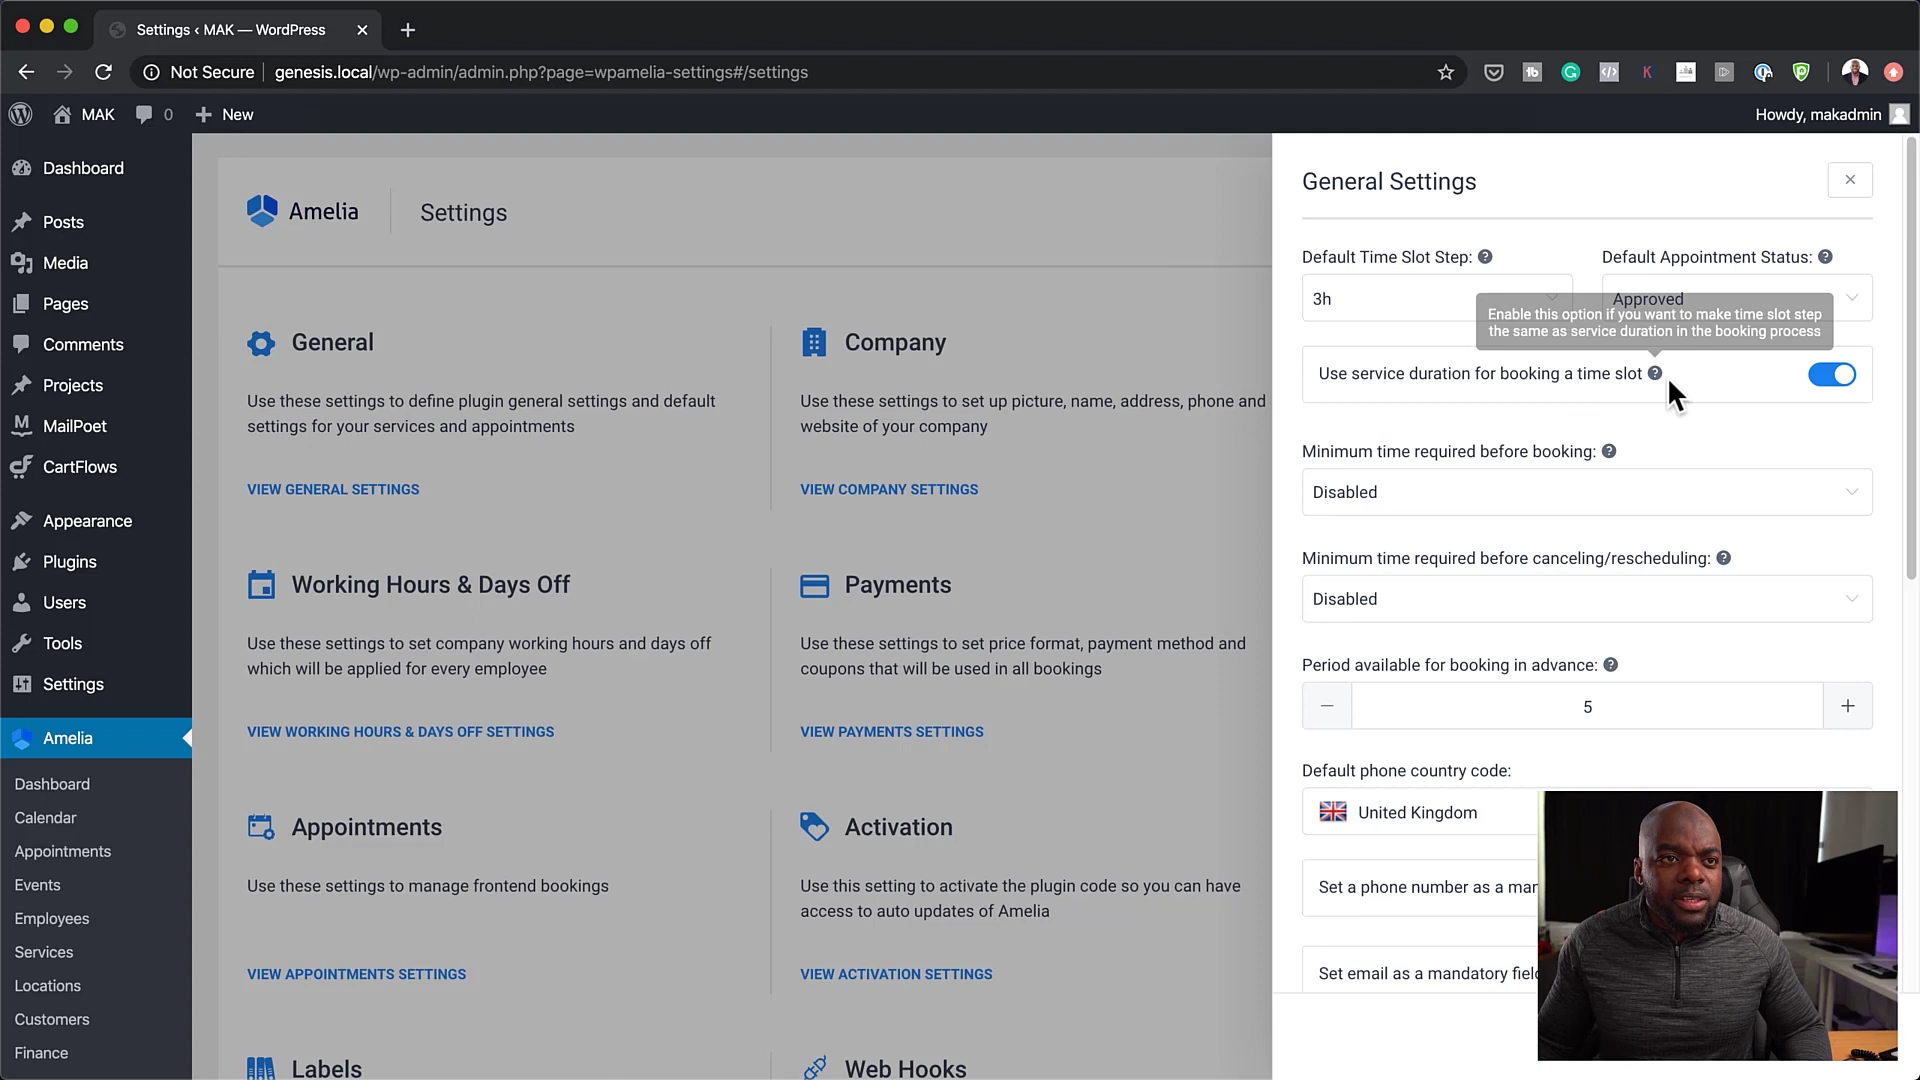 Settings ‹ MAK — WordPress
Not Secure
genesis.local/wp-admin/admin.php?page=wpamelia-settings#/settings
MAK
0
New
Howdy, makadmin
Dashboard
Posts
Media
Pages
Comments
Projects
MailPoet
CartFlows
Appearance
Plugins
Users
Tools
Settings
Amelia
Dashboard
Calendar
Appointments
Events
Employees
Services
Locations
Customers
Finance
Amelia
Settings
General
Use these settings to define plugin general settings and default
settings for your services and appointments
VIEW GENERAL SETTINGS
Company
Use these settings to set up picture, name, address, phone and
website of your company
VIEW COMPANY SETTINGS
Working Hours & Days Off
Use these settings to set company working hours and days off
which will be applied for every employee
VIEW WORKING HOURS & DAYS OFF SETTINGS
Payments
Use these settings to set price format, payment method and
coupons that will be used in all bookings
VIEW PAYMENTS SETTINGS
Appointments
Use these settings to manage frontend bookings
VIEW APPOINTMENTS SETTINGS
Activation
Use this setting to activate the plugin code so you can have
access to auto updates of Amelia
VIEW ACTIVATION SETTINGS
Labels
Web Hooks
General Settings
Default Time Slot Step:
3h
Default Appointment Status:
Approved
Enable this option if you want to make time slot step
the same as service duration in the booking process
Use service duration for booking a time slot
Minimum time required before booking:
Disabled
Minimum time required before canceling/rescheduling:
Disabled
Period available for booking in advance:
5
Default phone country code:
United Kingdom
Set a phone number as a mar
Set email as a mandatory field